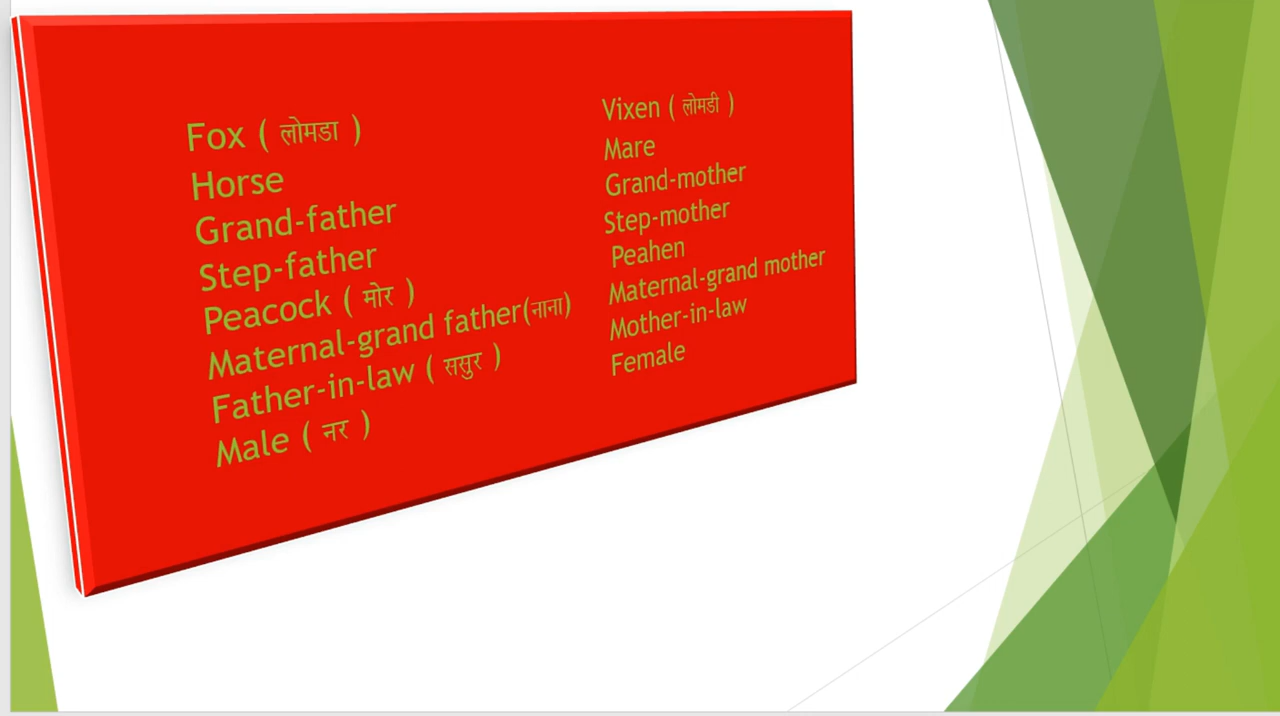 Fox ( लोमडा )
Horse
Grand-father
Step-father
Peacock ( मोर )
Maternal-grand father(नाना)
Father-in-law ( ससुर )
Male ( नर )
Vixen ( लोमडी )
Mare
Grand-mother
Step-mother
Peahen
Maternal-grand mother
Mother-in-law
Female